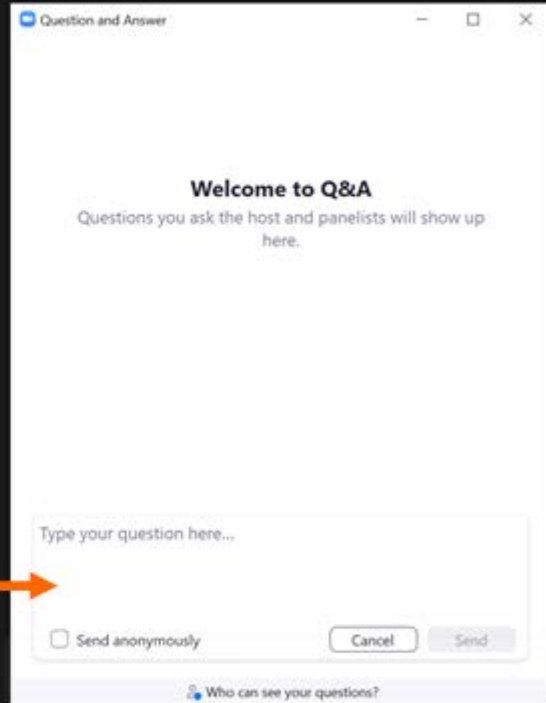 Question and Answer
Welcome to Q&A
Questions you ask the host and panelists will show up
here.
Type your question here...
Send anonymously
Cancel
Send
Who can see your questions?